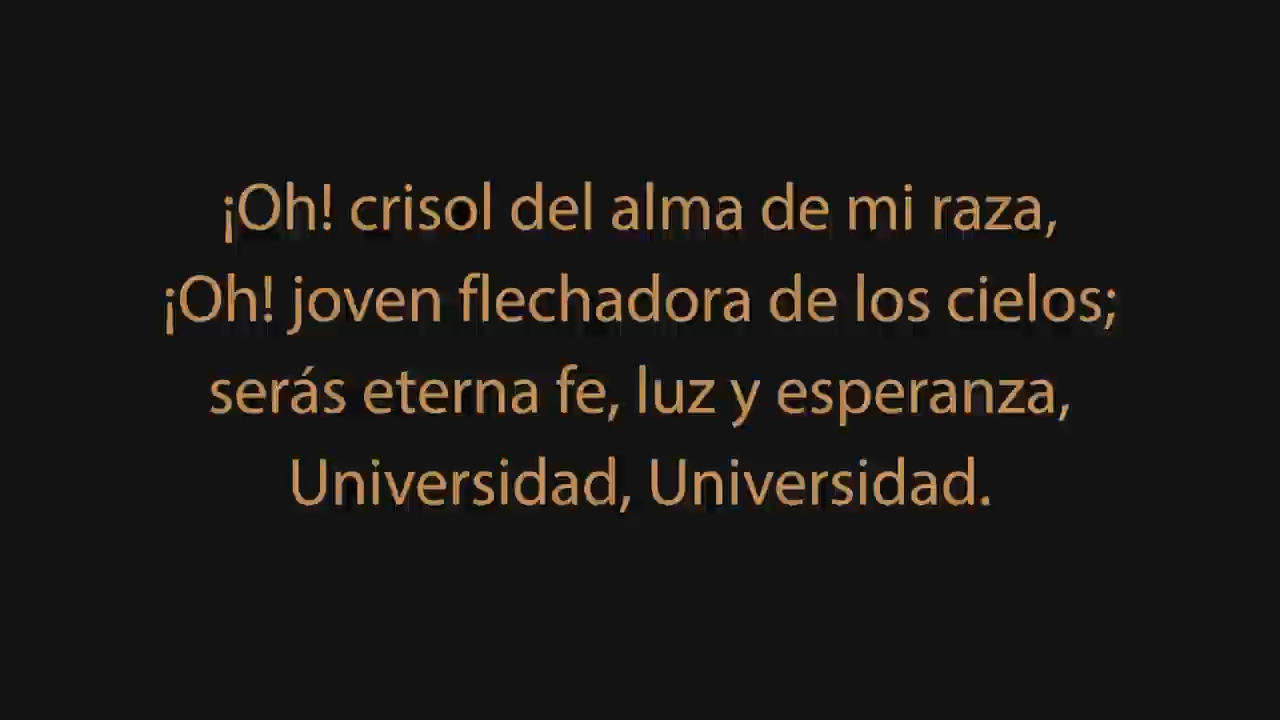 ¡Oh! crisol del alma de mi raza,
¡Oh! joven flechadora de los cielos;
serás eterna fe, luz y esperanza,
Universidad, Universidad.